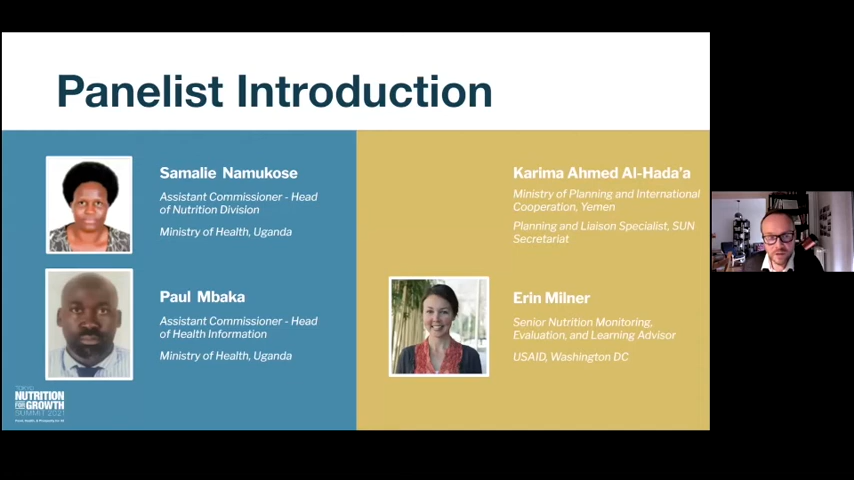 Panelist Introduction
Samalie Namukose
Assistant Commissioner - Head
of Nutrition Division
Ministry of Health, Uganda
Paul Mbaka
Assistant Commissioner - Head
of Health Information
Ministry of Health, Uganda
Karima Ahmed Al-Hada'a
Ministry of Planning and International
Cooperation, Yemen
Planning and Liaison Specialist, SUN
Secretariat
Erin Milner
Senior Nutrition Monitoring,
Evaluation, and Learning Advisor
USAID, Washington DC
TOKYO
NUTRITION
FOR GROWTH
SUMMIT 2021